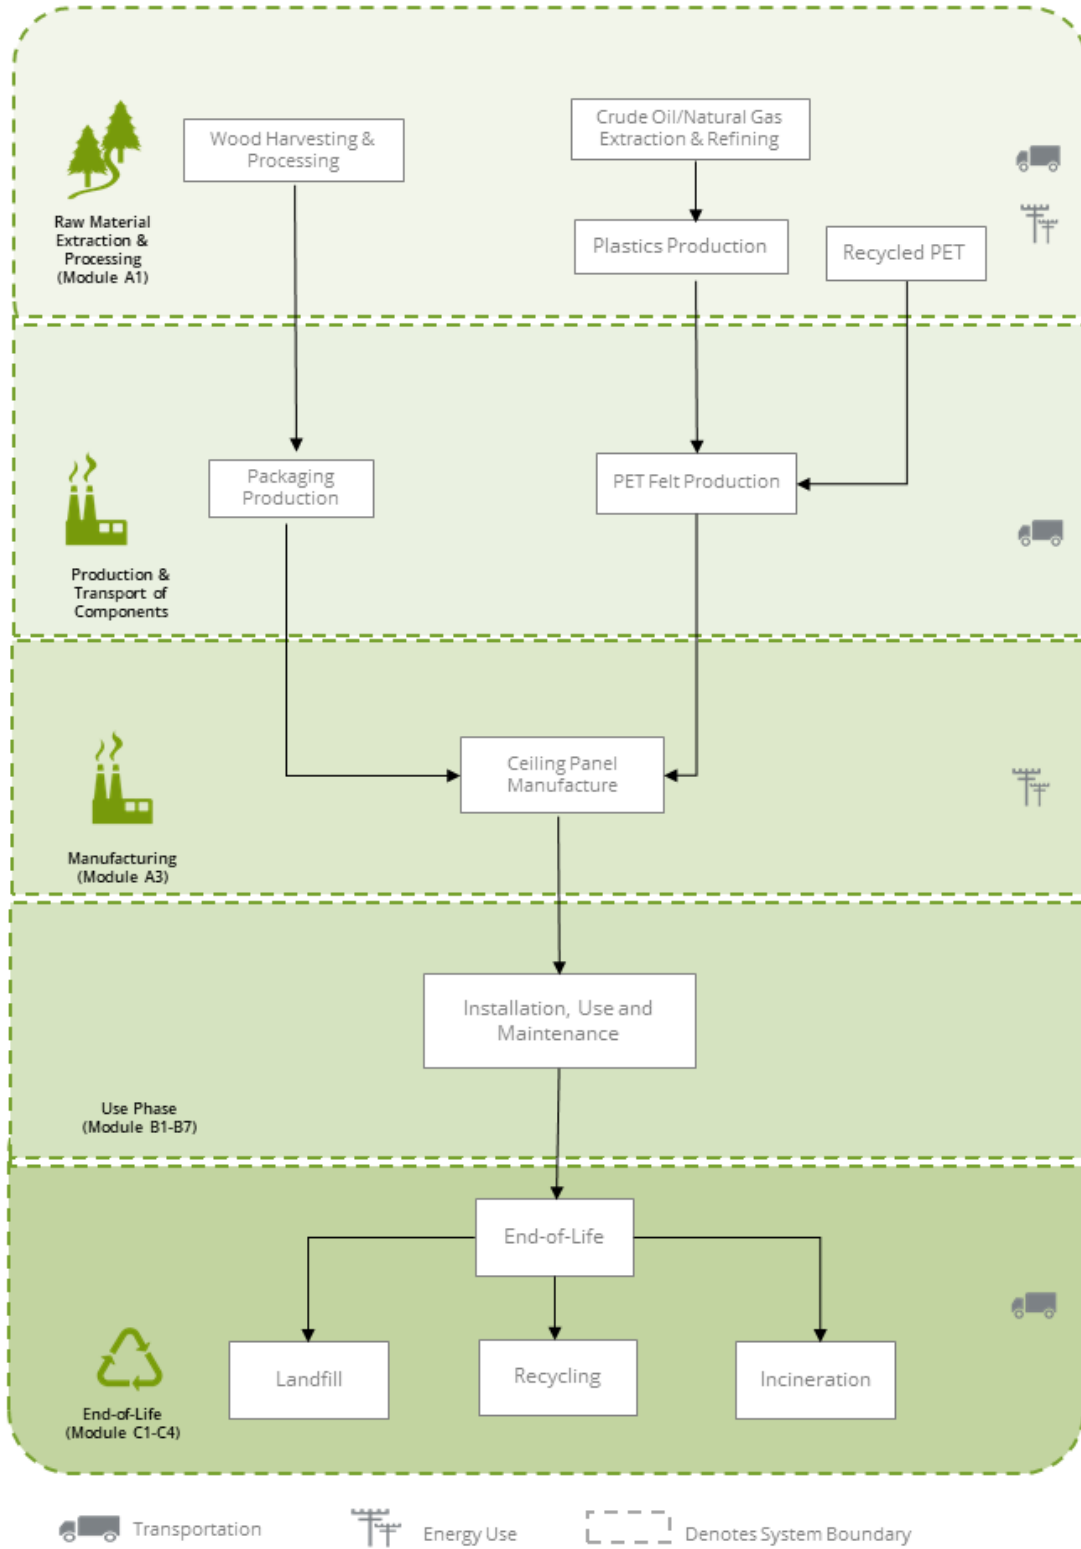 Wood Harvesting &
Processing
Crude Oil/Natural Gas
Extraction & Refining
Raw Material
Extraction &
Processing
(Module A1)
Plastics Production
Recycled PET
Packaging
Production
PET Felt Production
Production &
Transport of
Components
Ceiling Panel
Manufacture
Manufacturing
(Module A3)
Installation, Use and
Maintenance
Use Phase
(Module B1-B7)
End-of-Life
Landfill
Recycling
Incineration
End-of-Life
(Module C1-C4)
Transportation
Energy Use
Denotes System Boundary